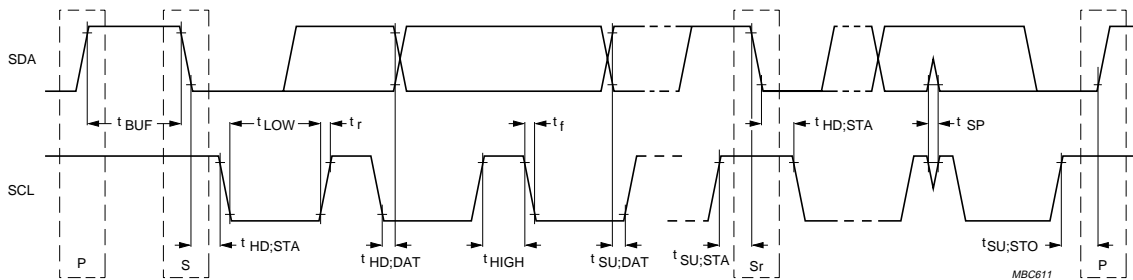 SDA
t BUF
t LOW
t r
t f
t HD;STA
t SP
SCL
t HD;STA
t HD;DAT
t HIGH
t SU;DAT
t SU;STA
t SU;STO
P
S
Sr
MBC611
P